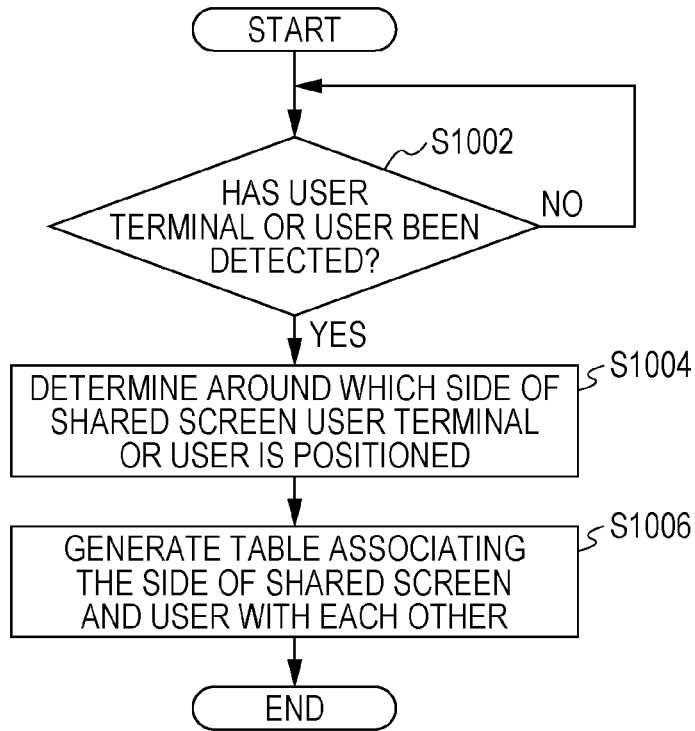 START
S1002
HAS USER
TERMINAL OR USER BEEN
DETECTED?
NO
YES
S1004
DETERMINE AROUND WHICH SIDE OF
SHARED SCREEN USER TERMINAL
OR USER IS POSITIONED
S1006
GENERATE TABLE ASSOCIATING
THE SIDE OF SHARED SCREEN
AND USER WITH EACH OTHER
END